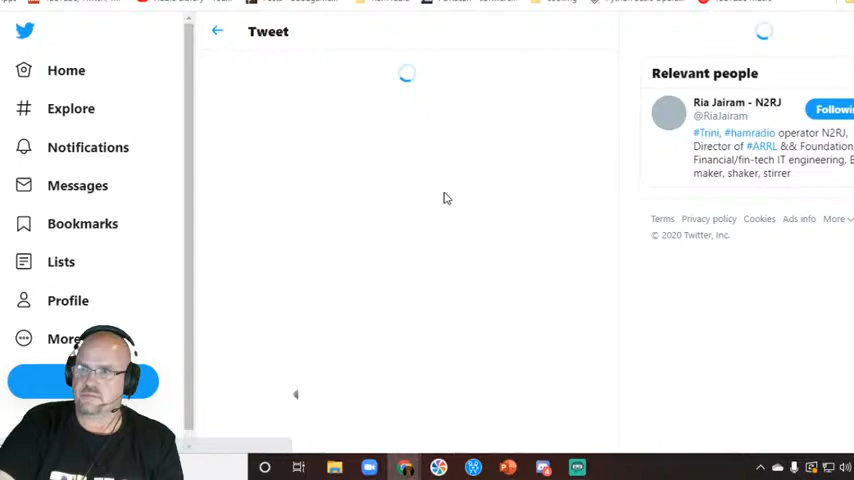 Tweet
Home
Explore
Notifications
Messages
Bookmarks
Lists
Profile
More
Relevant people
Ria Jairam - N2RJ
@RiaJairam
Followin
#Trini, #hamradio operator N2RJ,
Director of #ARRL && Foundation
Financial/fin-tech IT engineering, E
maker, shaker, stirrer
Terms Privacy policy Cookies Ads info More
© 2020 Twitter, Inc.